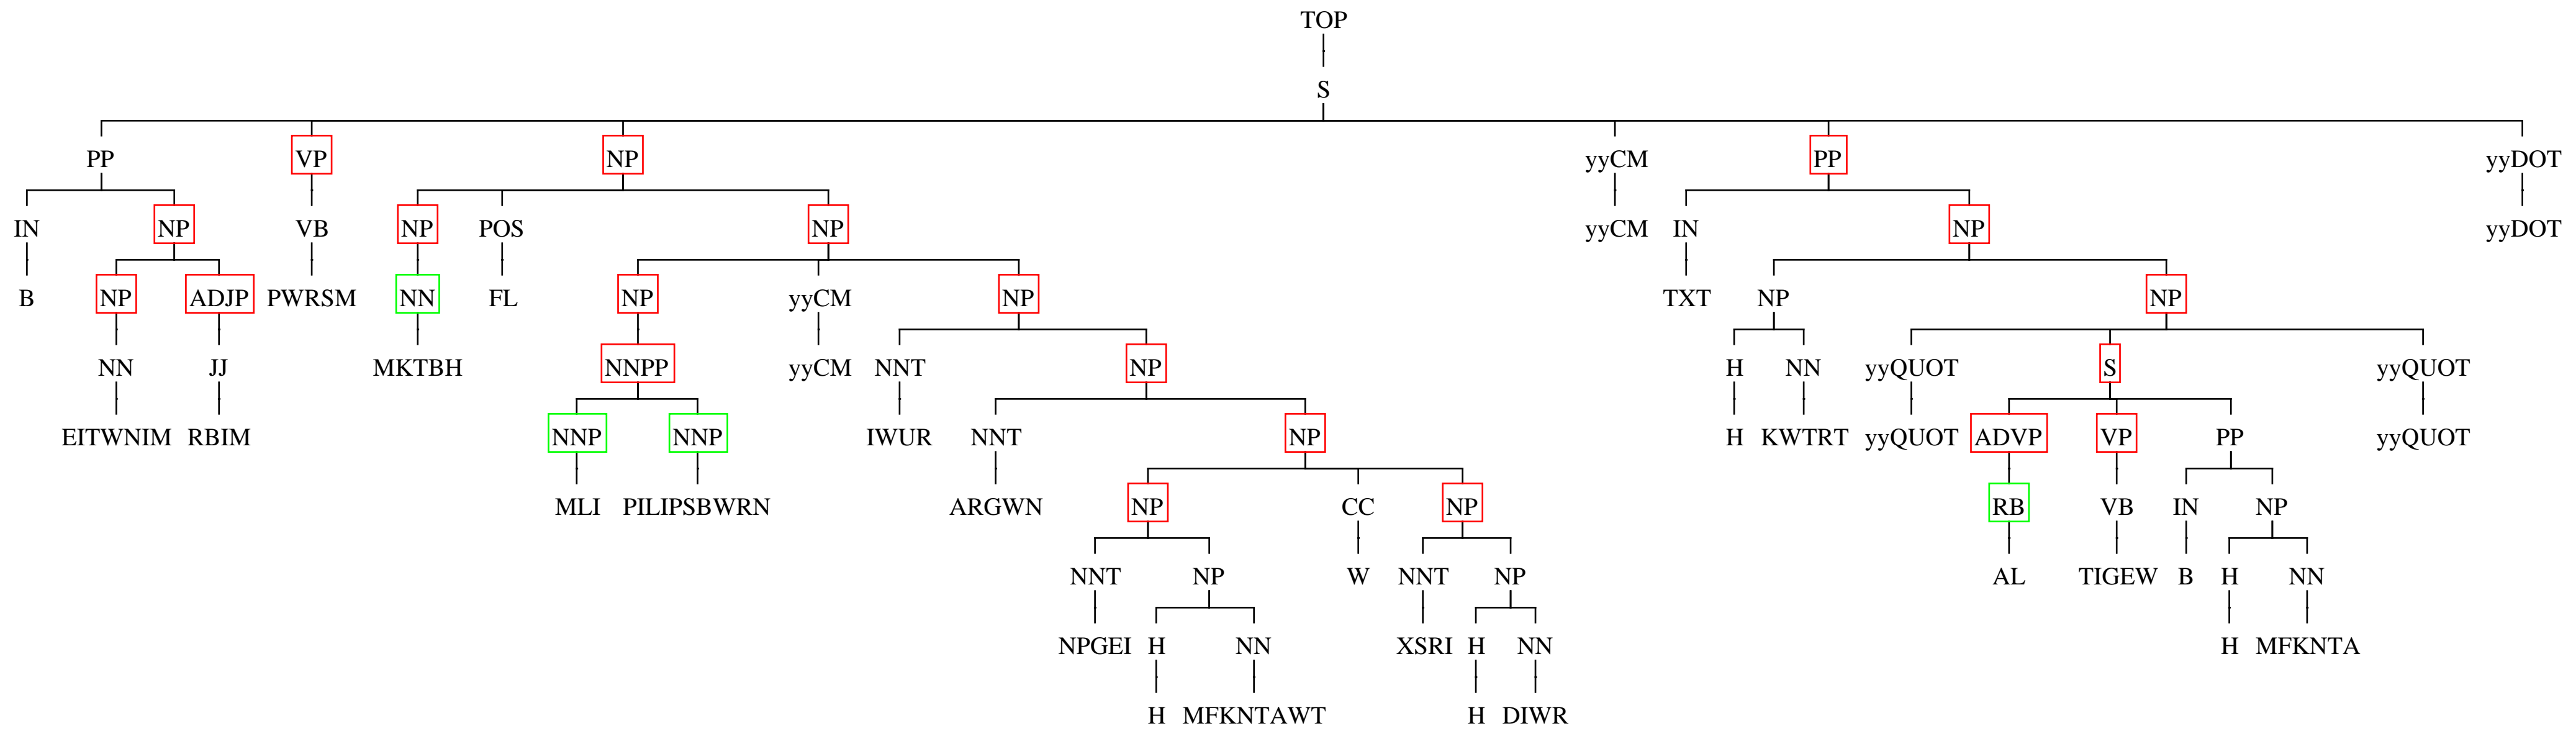 TOP
S
PP VP NP yyCM PP yyDOT
IN NP VB NP POS NP yyCM IN NP yyDOT
B NP ADJP PWRSM NN FL NP yyCM NP TXT NP NP
NN JJ MKTBH NNPP yyCM NNT NP H NN yyQUOT S yyQUOT
EITWNIM RBIM NNP NNP IWUR NNT NP H KWTRT yyQUOT ADVP VP PP yyQUOT
MLI PILIPSBWRN ARGWN NP CC NP RB VB IN NP
NNT NP W NNT NP AL TIGEW B H NN
NPGEI H NN XSRI H NN H MFKNTA
H MFKNTAWT H DIWR